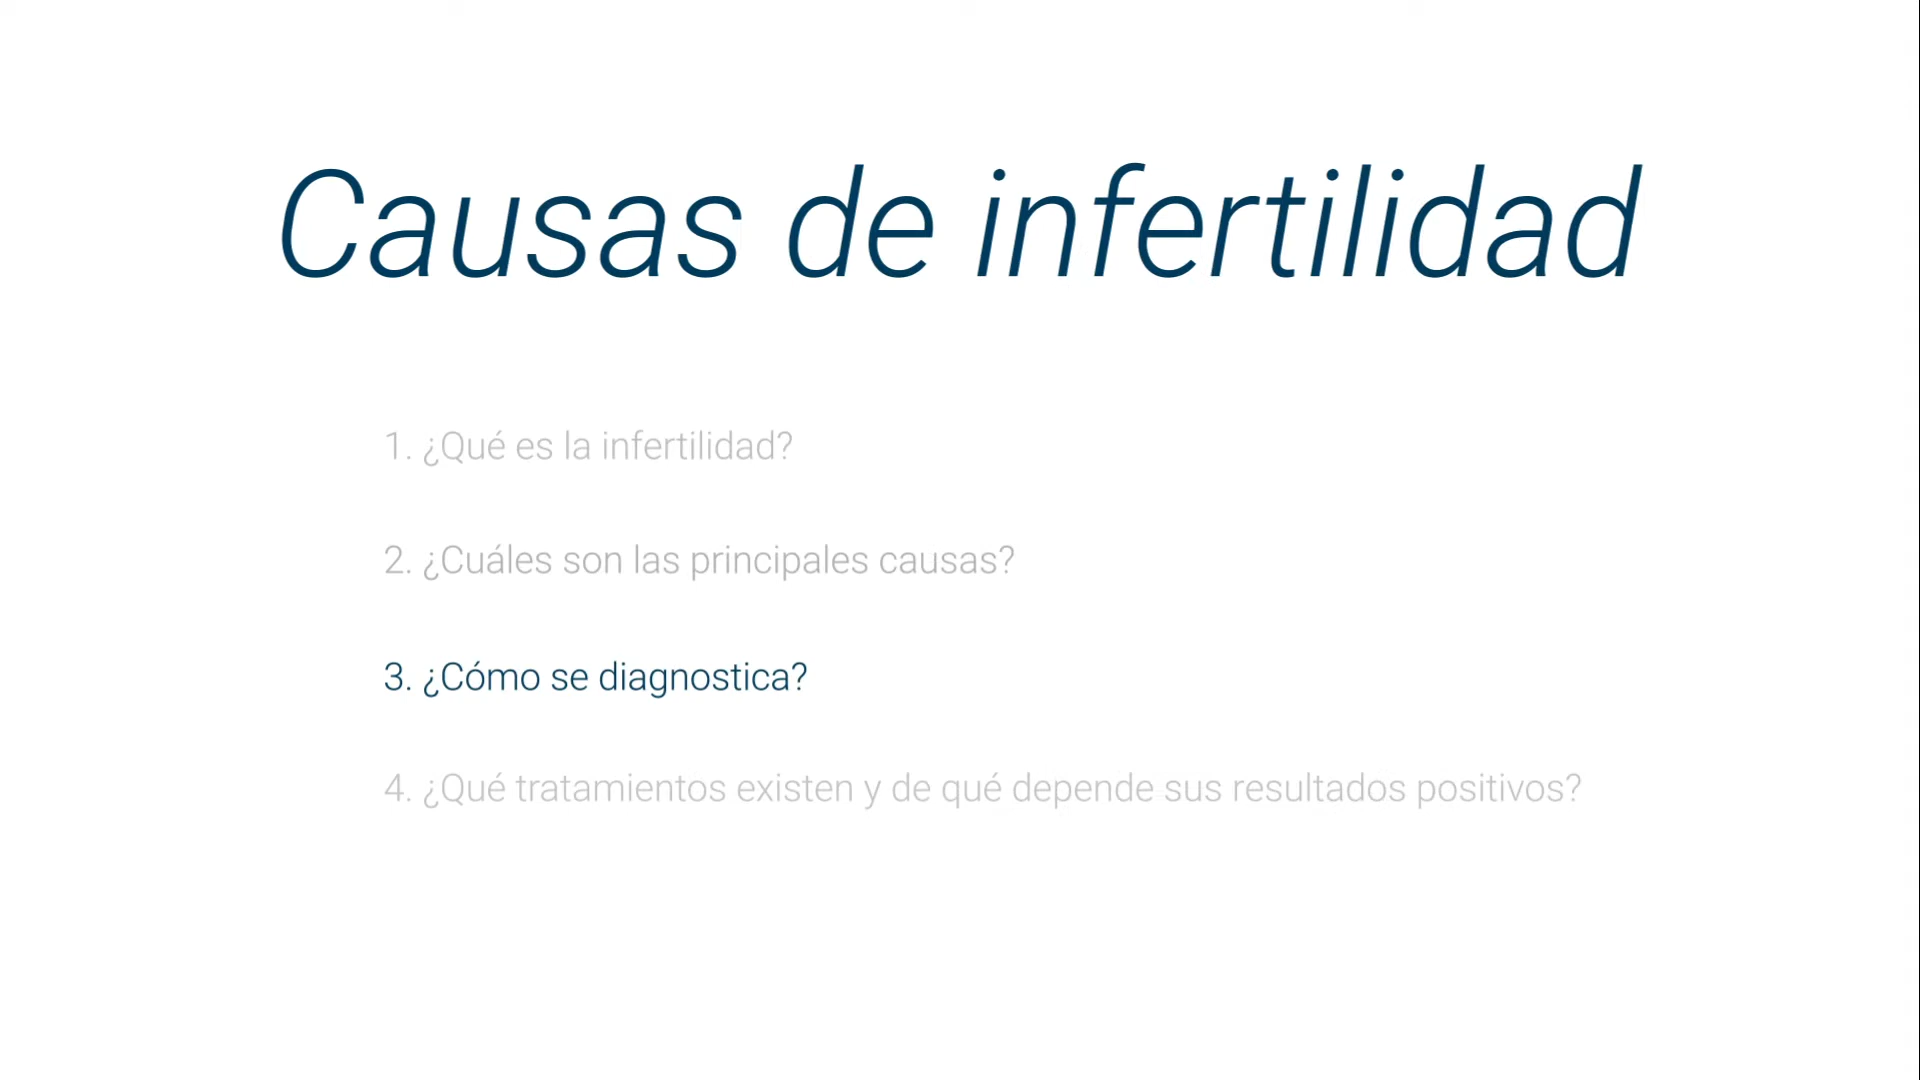 Causas de infertilidad
1. ¿Qué es la infertilidad?
2. ¿Cuáles son las principales causas?
3. ¿Cómo se diagnostica?
4. ¿Qué tratamientos existen y de qué depende sus resultados positivos?